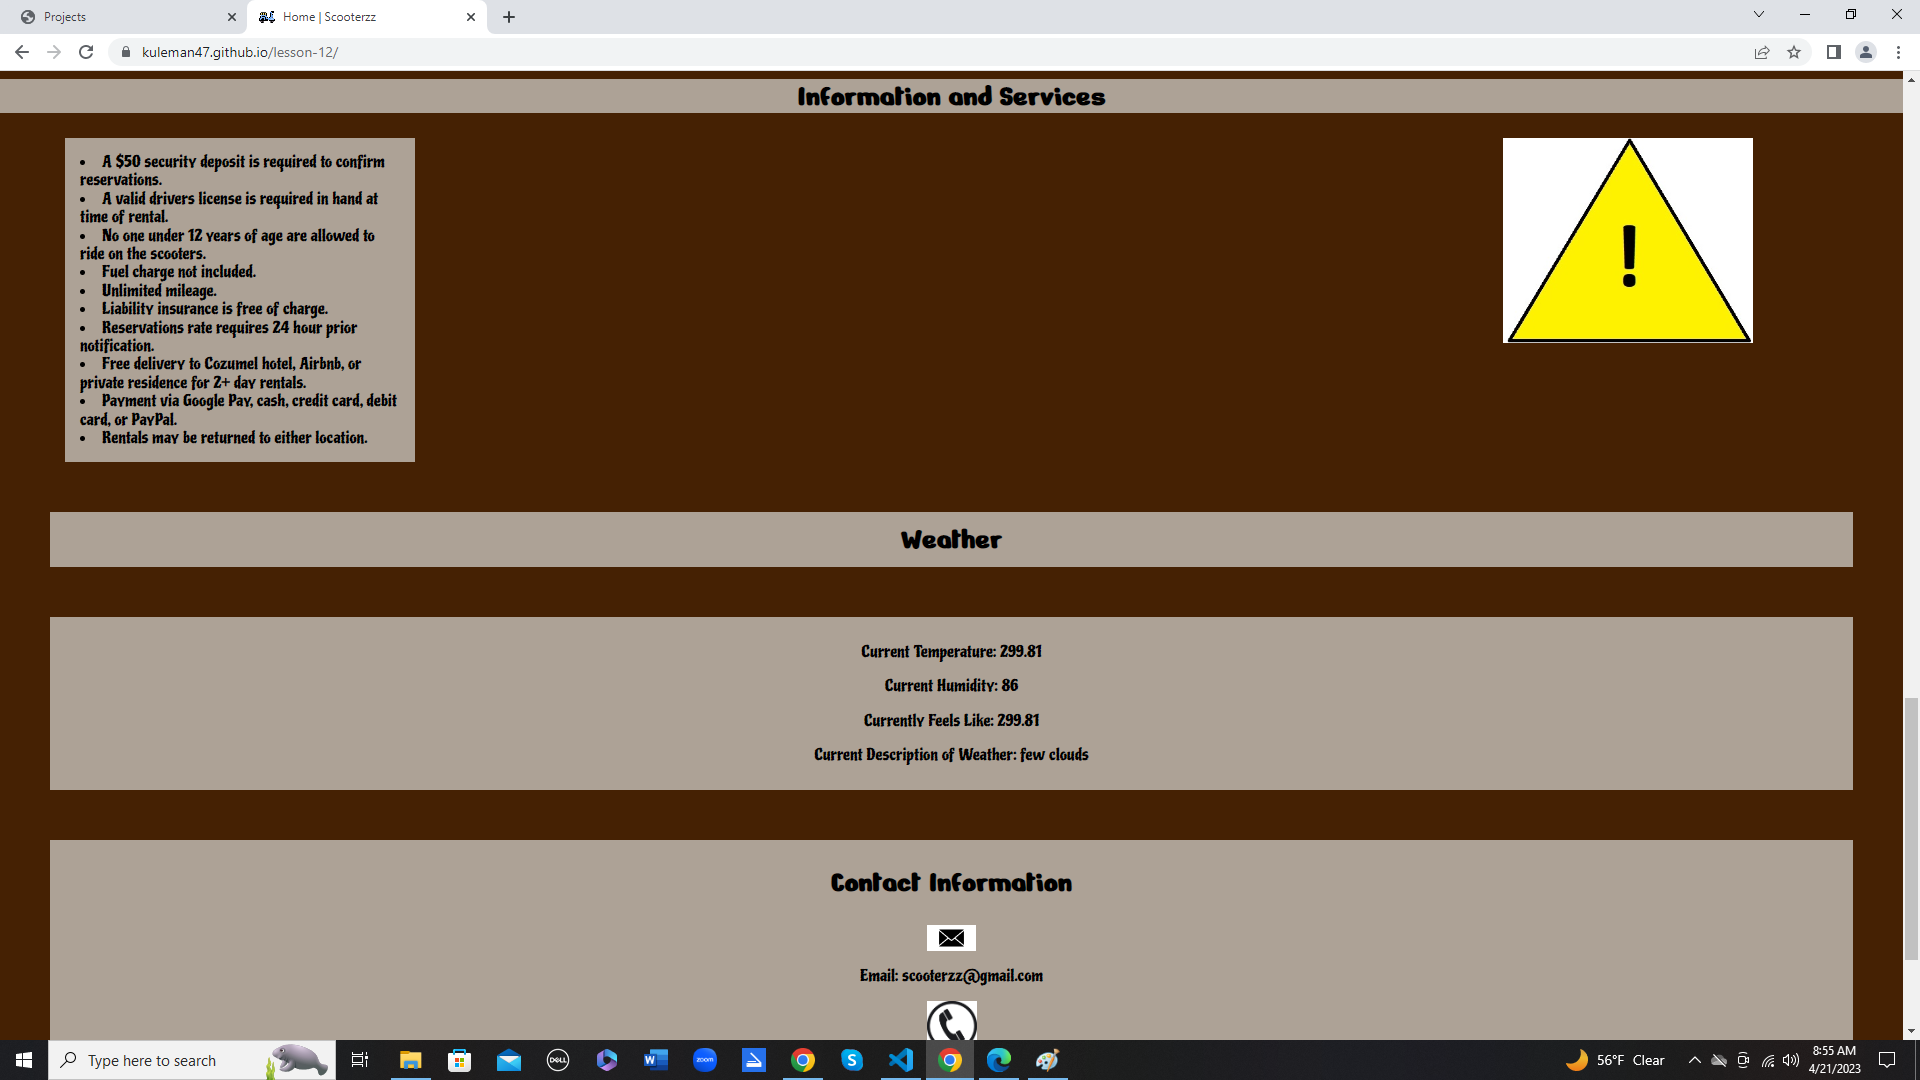 Projects
Home | Scooterzz
kuleman47.github.io/lesson-12/
Information and Services
• A $50 security deposit is required to confirm
reservations.
• A valid drivers license is required in hand at
time of rental.
• No one under 12 years of age are allowed to
ride on the scooters.
• Fuel charge not included.
• Unlimited mileage.
• Liability insurance is free of charge.
• Reservations rate requires 24 hour prior
notification.
• Free delivery to Cozumel hotel, Airbnb, or
private residence for 2+ day rentals.
• Payment via Google Pay, cash, credit card, debit
card, or PayPal.
• Rentals may be returned to either location.
!
Weather
Current Temperature: 299.81
Current Humidity: 86
Currently Feels Like: 299.81
Current Description of Weather: few clouds
Contact Information
Email: scooterzz@gmail.com
Type here to search
DELL
W
zoom
S
56°F Clear
8:55 AM
4/21/2023